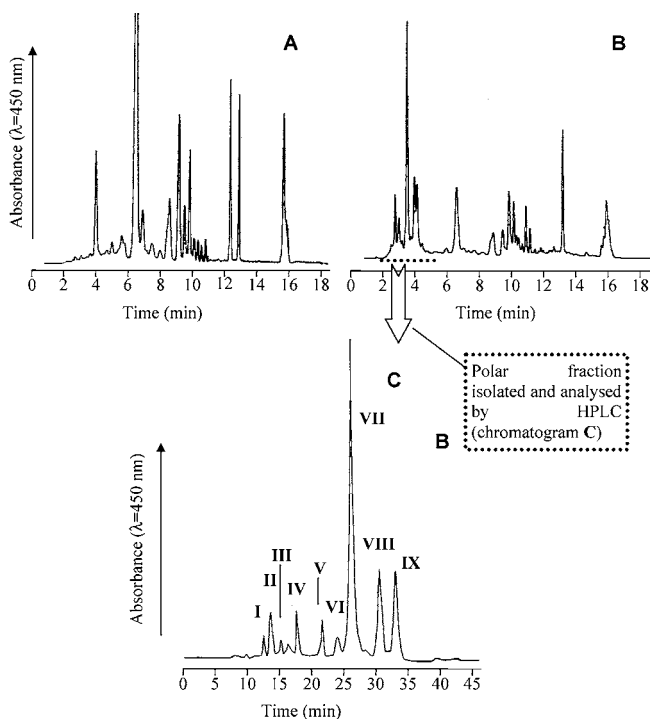 A
B
Absorbance (λ=450 nm)
0 2 4 6 8 10 12 14 16 18
0 2 4 6 8 10 12 14 16 18
Time (min)
Time (min)
Polar fraction
isolated and analysed
by HPLC
(chromatogram C)
C
B
Absorbance (λ=450 nm)
VII
III
II
I
IV
V
VI
VIII
IX
0 5 10 15 20 25 30 35 40 45
Time (min)